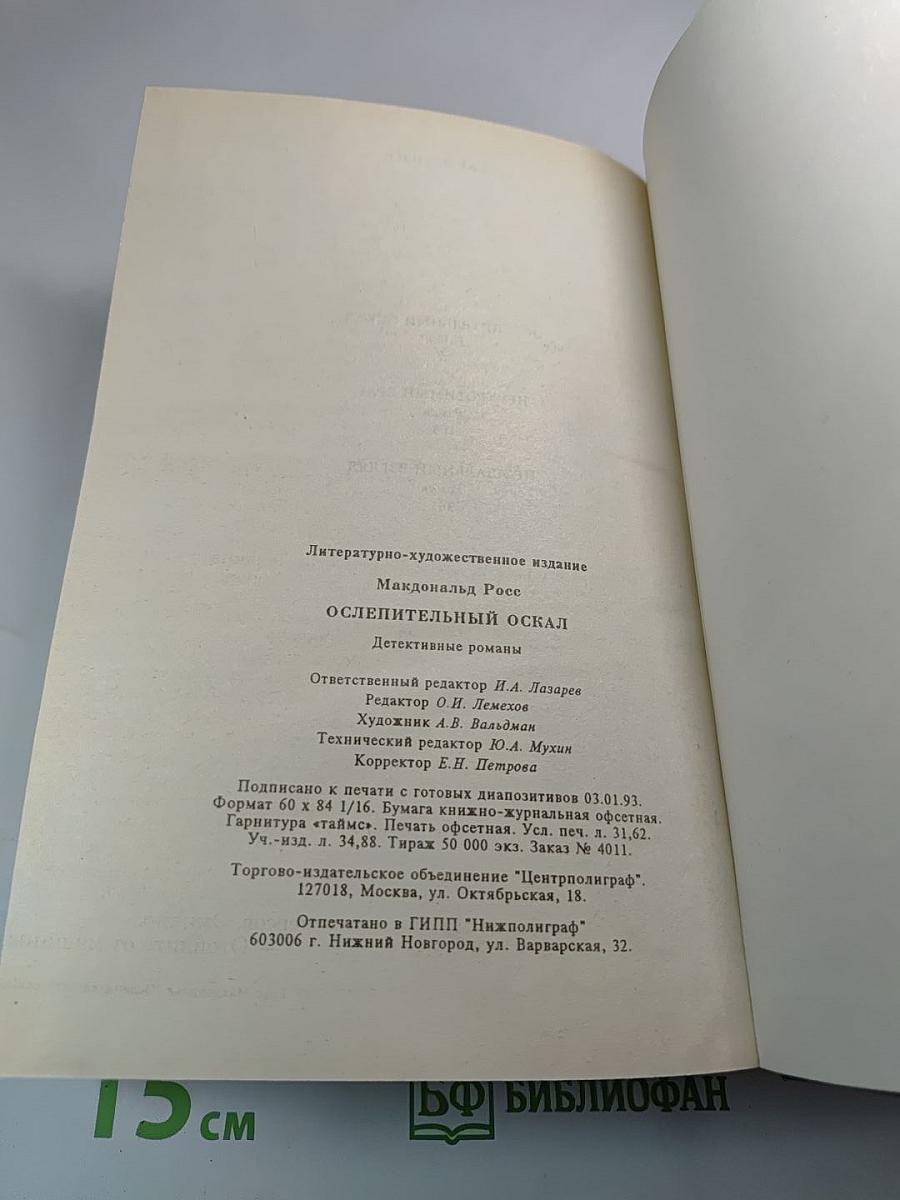 Литературно-художественное издание
Макдональд Росс
ОСЛЕПИТЕЛЬНЫЙ ОСКАЛ
Детективные романы
Ответственный редактор И.А. Лазарев
Редактор О.И. Лемехов
Художник А.В. Вальдман
Технический редактор Ю.А. Мухин
Корректор Е.Н. Петрова
Подписано к печати с готовых диапозитивов 03.01.93.
Формат 60 х 84 1/16. Бумага книжно-журнальная офсетная.
Гарнитура «таймс». Печать офсетная. Усл. печ. л. 31,62.
Уч.-изд. л. 34,88. Тираж 50 000 экз. Заказ № 4011.
Торгово-издательское объединение "Центрполиграф".
127018, Москва, ул. Октябрьская, 18.
Отпечатано в ГИПП "Нижполиграф"
603006 г. Нижний Новгород, ул. Варварская, 32.
15 см
БФ БИБЛИОФАН